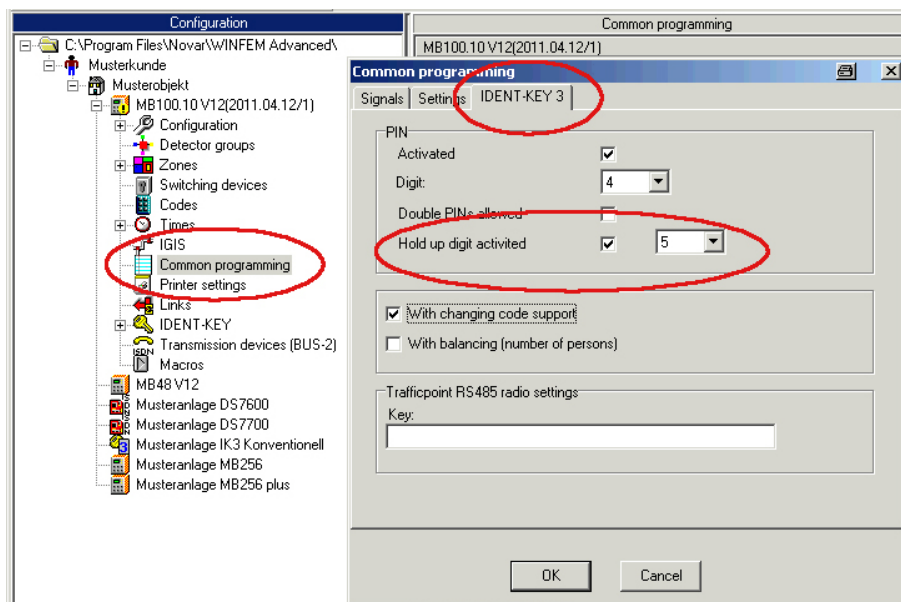 Configuration
C:\Program Files\Novar\WINFEM Advanced\
Musterkunde
Musterobjekt
MB100.10 V12(2011.04.12/1)
Configuration
Detector groups
Zones
Switching devices
Codes
Times
IGIS
Common programming
Printer settings
Links
IDENT-KEY
ISDN Transmission devices (BUS-2)
Macros
MB48 V12
Musteranlage DS7600
Musteranlage DS7700
3 Musteranlage IK3 Konventionell
Musteranlage MB256
Musteranlage MB256 plus
Common programming
MB100.10 V12(2011.04.12/1)
Common programming
Signals Settings IDENT-KEY 3
PIN
Activated
Digit: 4
Double PINs allowed
Hold up digit activited 5
With changing code support
With balancing (number of persons)
Trafficpoint RS485 radio settings
Key:
OK Cancel